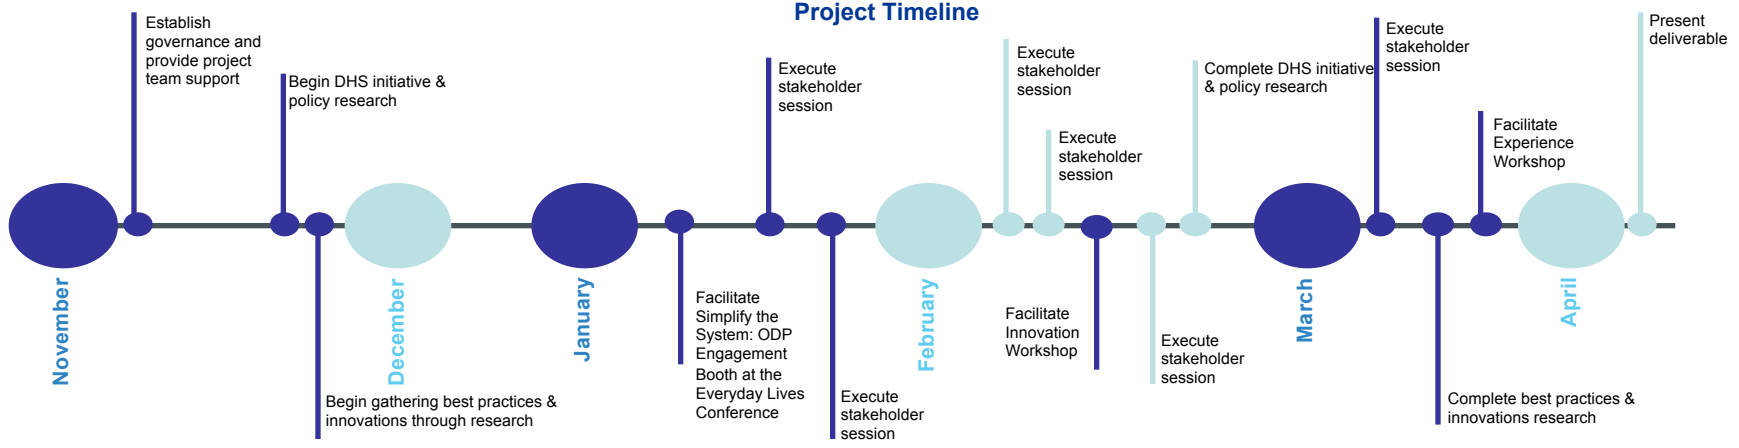 Project Timeline
Establish
governance and
provide project
team support
Begin DHS initiative &
policy research
Begin gathering best practices &
innovations through research
Facilitate
Simplify the
System: ODP
Engagement
Booth at the
Everyday Lives
Conference
Execute
stakeholder
session
Execute
stakeholder
session
Execute
stakeholder
session
Execute
stakeholder
session
Facilitate
Innovation
Workshop
Execute
stakeholder
session
Complete DHS initiative
& policy research
Execute
stakeholder
session
Complete best practices &
innovations research
Facilitate
Experience
Workshop
Present
deliverable
November
December
January
February
March
April